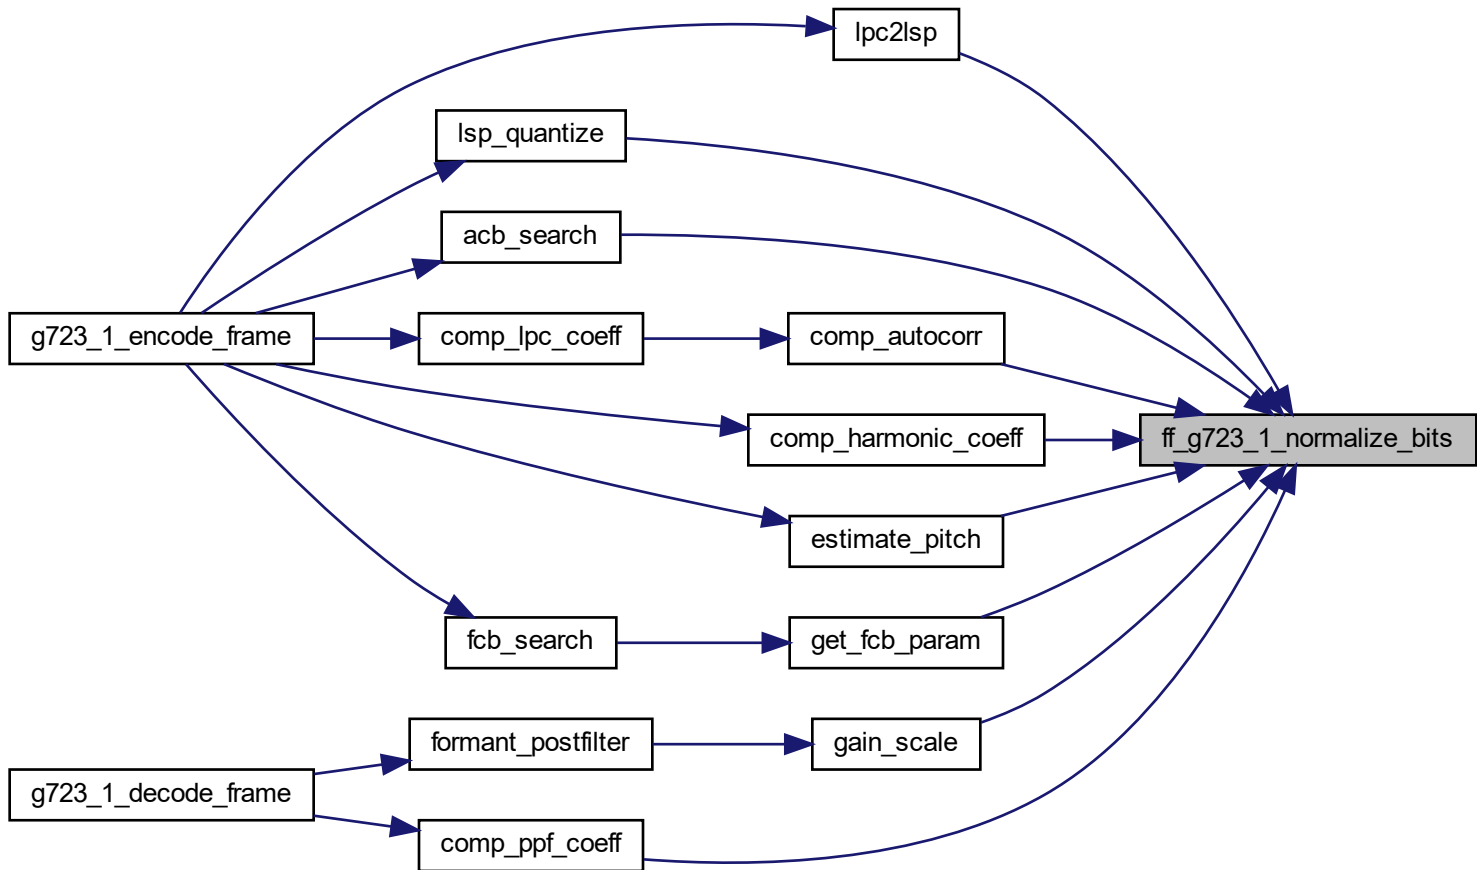 lpc2lsp
lsp_quantize
acb_search
g723_1_encode_frame
comp_lpc_coeff
comp_autocorr
comp_harmonic_coeff
ff_g723_1_normalize_bits
estimate_pitch
fcb_search
get_fcb_param
formant_postfilter
gain_scale
g723_1_decode_frame
comp_ppf_coeff